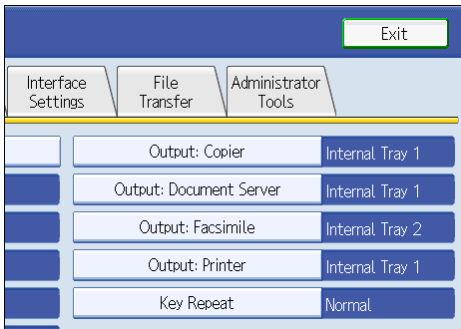 Exit
Interface Settings
File Transfer
Administrator Tools
Output: Copier Internal Tray 1
Output: Document Server Internal Tray 1
Output: Facsimile Internal Tray 2
Output: Printer Internal Tray 1
Key Repeat Normal